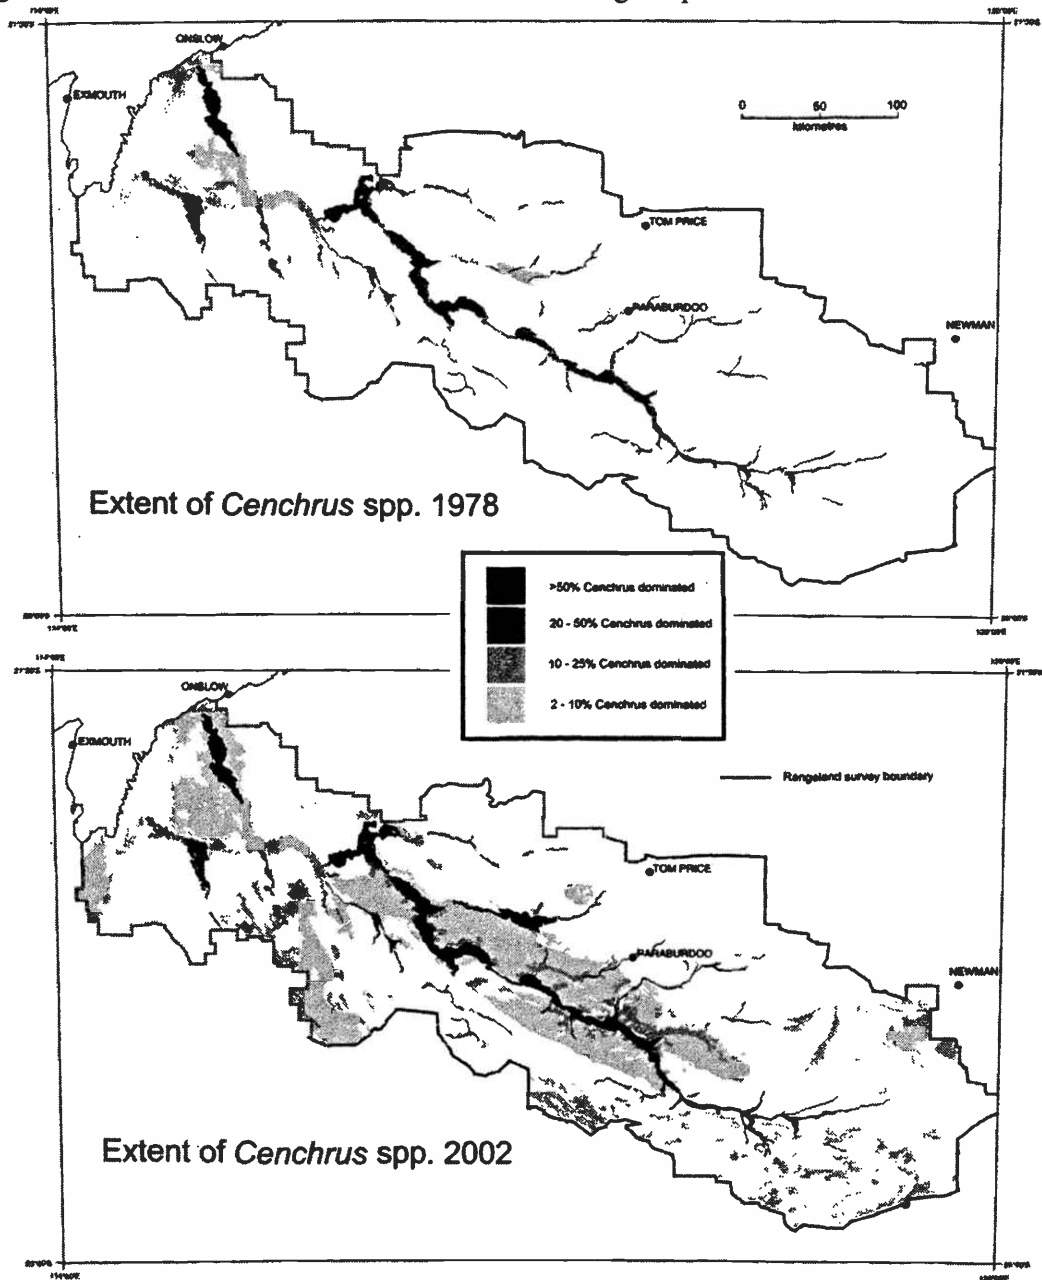 ONSLOW
EXMOUTH
0 50 100
kilometres
TOM PRICE
PARABURDOO
NEWMAN
Extent of Cenchrus spp. 1978
>50% Cenchrus dominated
20 - 50% Cenchrus dominated
10 - 25% Cenchrus dominated
2 - 10% Cenchrus dominated
ONSLOW
EXMOUTH
Rangeland survey boundary
TOM PRICE
PARABURDOO
NEWMAN
Extent of Cenchrus spp. 2002